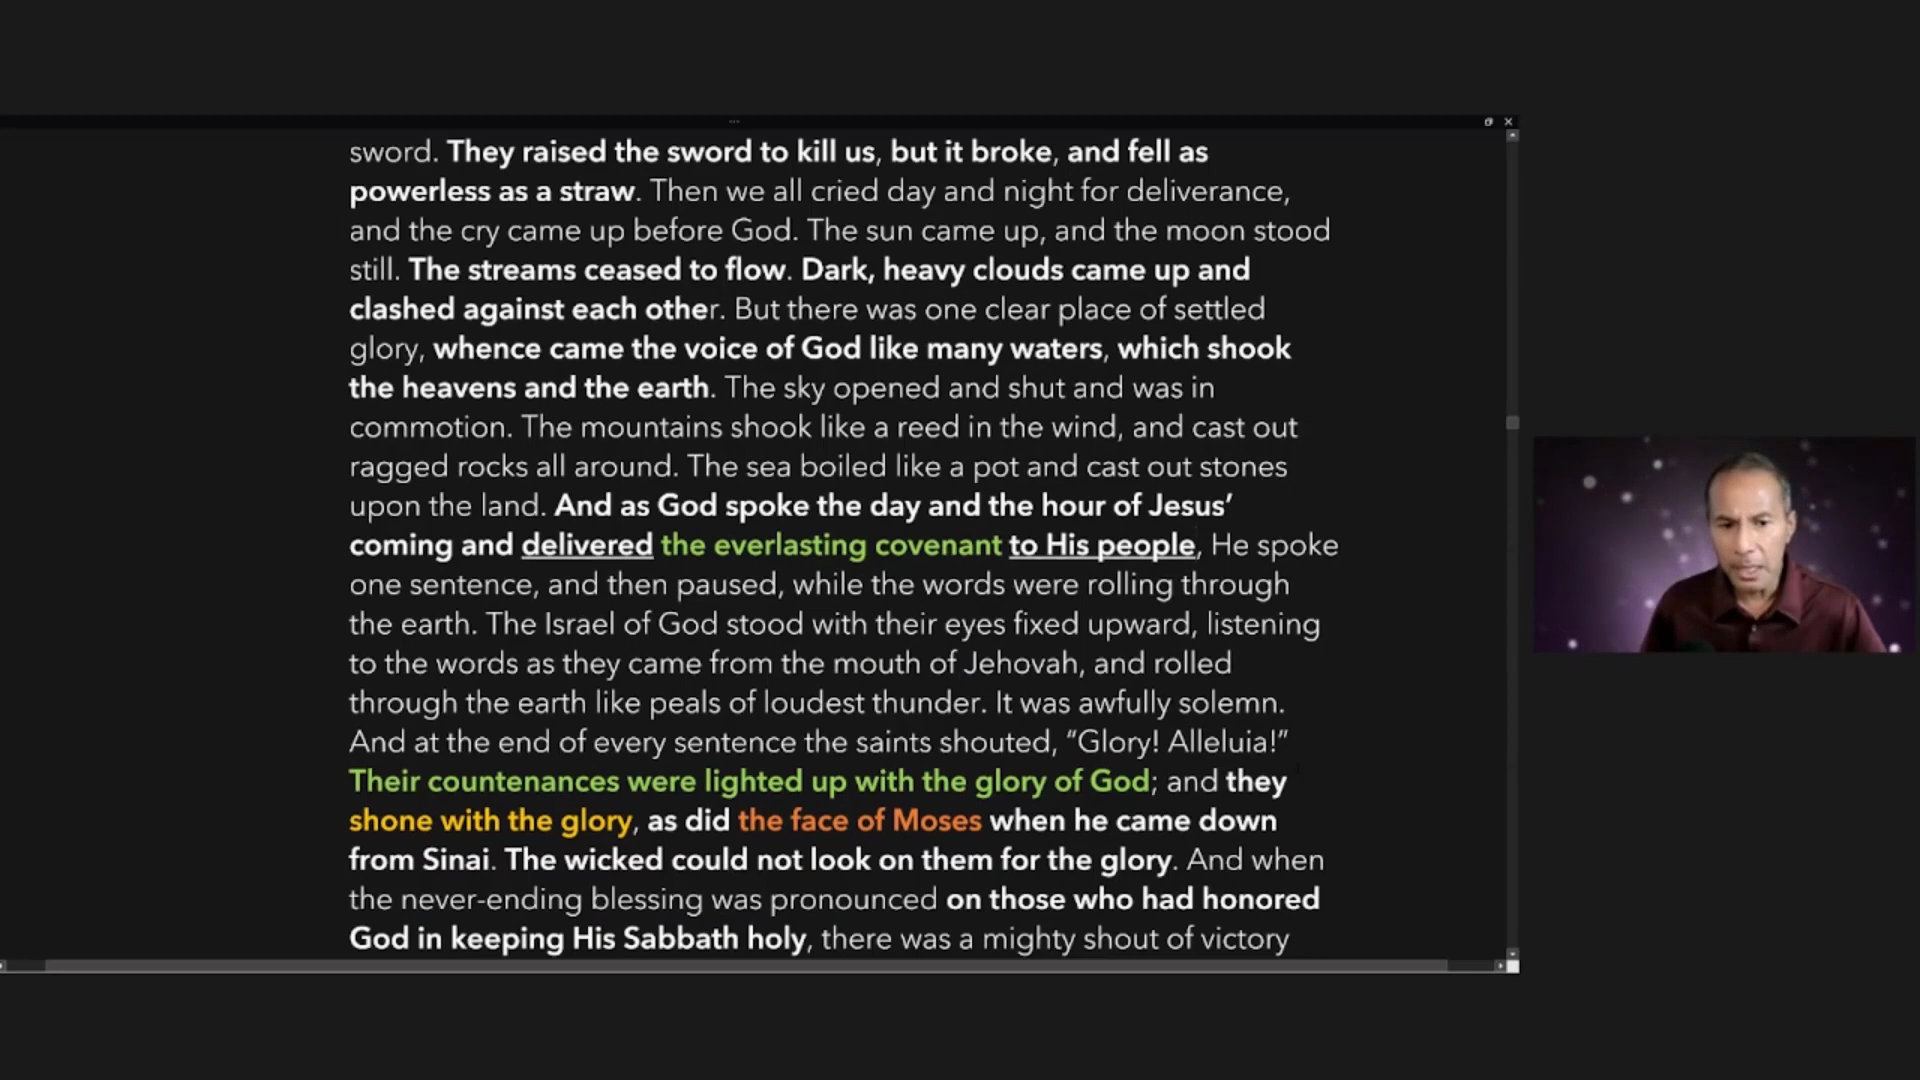 sword. They raised the sword to kill us, but it broke, and fell as
powerless as a straw. Then we all cried day and night for deliverance,
and the cry came up before God. The sun came up, and the moon stood
still. The streams ceased to flow. Dark, heavy clouds came up and
clashed against each other. But there was one clear place of settled
glory, whence came the voice of God like many waters, which shook
the heavens and the earth. The sky opened and shut and was in
commotion. The mountains shook like a reed in the wind, and cast out
ragged rocks all around. The sea boiled like a pot and cast out stones
upon the land. And as God spoke the day and the hour of Jesus’
coming and delivered the everlasting covenant to His people, He spoke
one sentence, and then paused, while the words were rolling through
the earth. The Israel of God stood with their eyes fixed upward, listening
to the words as they came from the mouth of Jehovah, and rolled
through the earth like peals of loudest thunder. It was awfully solemn.
And at the end of every sentence the saints shouted, “Glory! Alleluia!”
Their countenances were lighted up with the glory of God; and they
shone with the glory, as did the face of Moses when he came down
from Sinai. The wicked could not look on them for the glory. And when
the never-ending blessing was pronounced on those who had honored
God in keeping His Sabbath holy, there was a mighty shout of victory